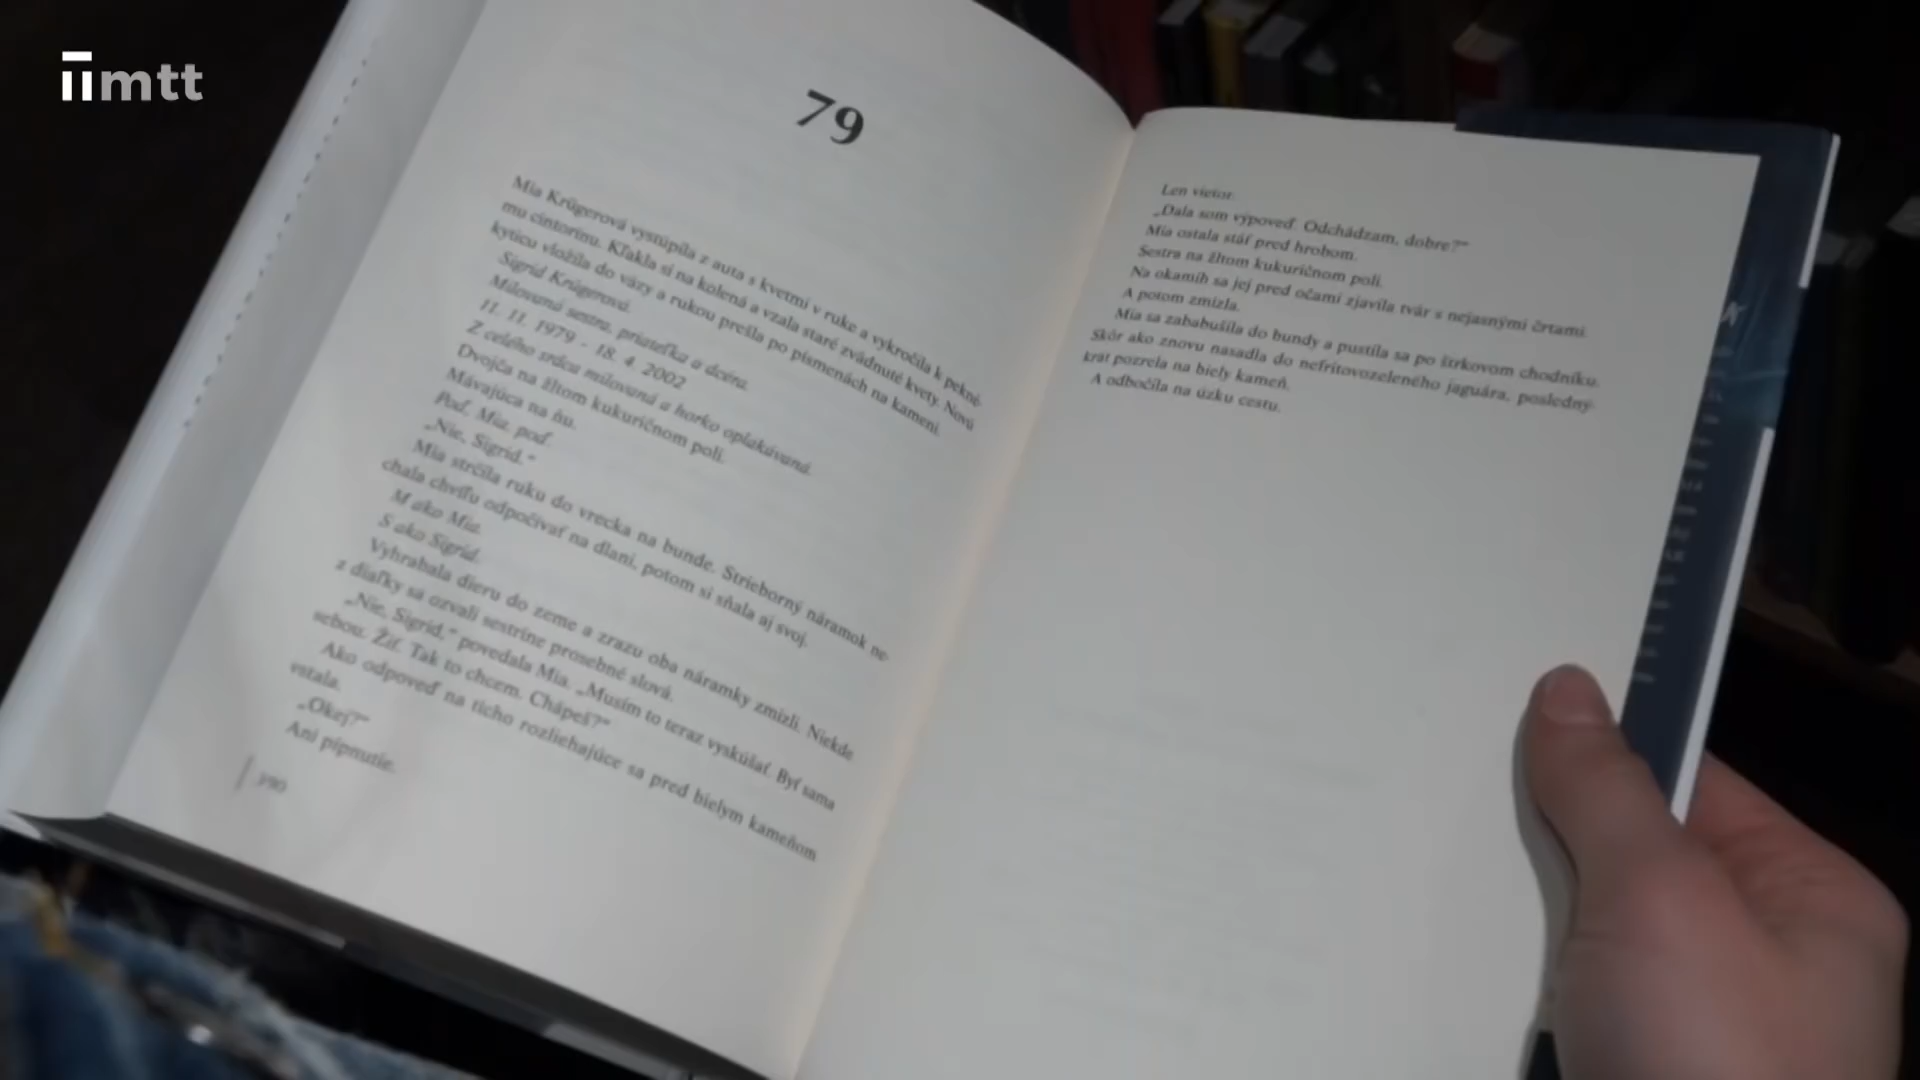 iimtt
79
Mia Krügerová vystúpila z auta s kvetmi v ruke a vykročila k pekné-
mu cintorínu. Kľakla si na kolená a vzala staré zvädnuté kvety. Novú
kyticu vložila do vázy a rukou prešla po písmenách na kameni.
Sigrid Krügerová.
Milovaná sestra, priateľka a dcéra.
11. 11. 1979 - 18. 4. 2002
Z celého srdca milovaná a horko oplakávaná.
Dvojča na žltom kukuričnom poli.
Mávajúca na ňu.
Poď, Mia, poď.
„Nie, Sigrid.“
Mia strčila ruku do vrecka na bunde. Strieborný náramok ne-
chala chvíľu odpočívať na dlani, potom si sňala aj svoj.
M ako Mia.
S ako Sigrid.
Vyhrabala dieru do zeme a zrazu oba náramky zmizli. Niekde
z diaľky sa ozvali sestrine prosebné slová.
„Nie, Sigrid,“ povedala Mia. „Musím to teraz vyskúšať. Byť sama
sebou. Žiť. Tak to chcem. Chápeš?“
Ako odpoveď na ticho rozliehajúce sa pred bielym kameňom
vstala.
„Okej?“
Ani pípnutie.
390
Len vietor.
„Dala som výpoveď. Odchádzam, dobre?“
Mia ostala stáť pred hrobom.
Sestra na žltom kukuričnom poli.
Na okamih sa jej pred očami zjavila tvár s nejasnými črtami.
A potom zmizla.
Mia sa zababušila do bundy a pustila sa po štrkovom chodníku.
Skôr ako znovu nasadla do nefritovozeleného jaguára, posledný-
krát pozrela na biely kameň.
A odbočila na úzku cestu.